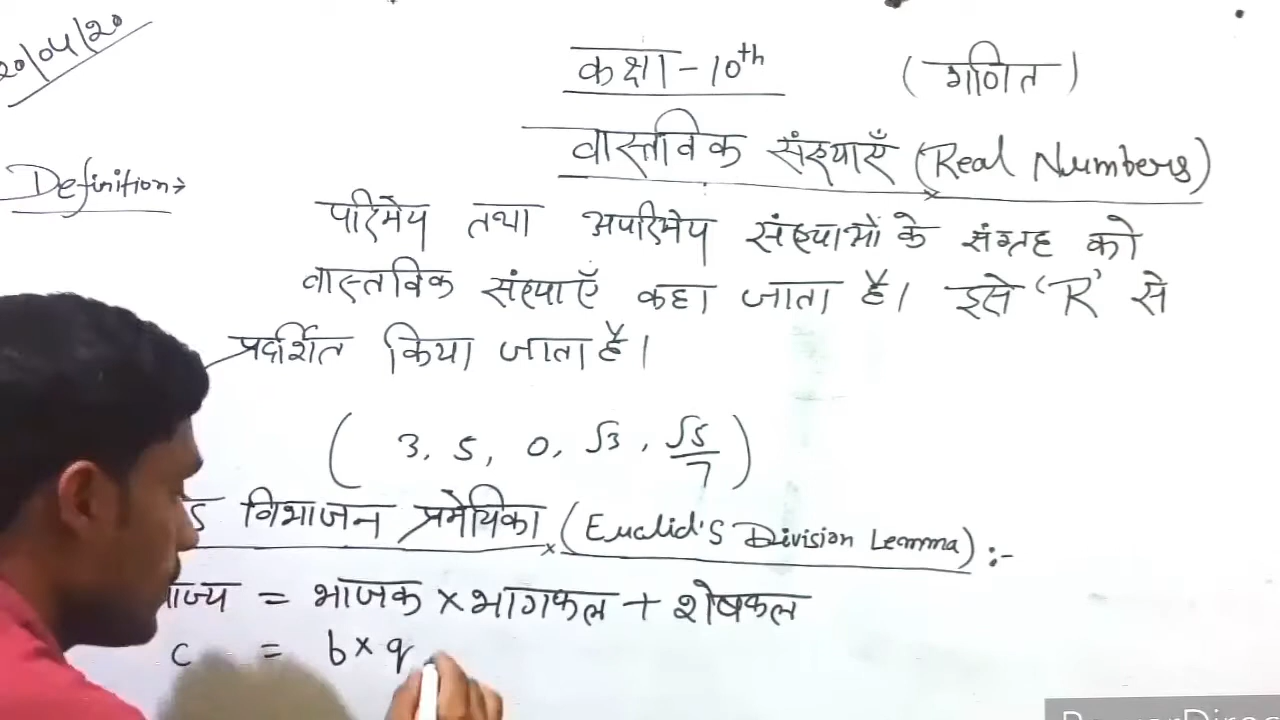 20/04/20
कक्षा - 10th (गणित)
वास्तविक संख्याएँ (Real Numbers)
Definition →
परिमेय तथा अपरिमेय संख्याओं के संग्रह को
वास्तविक संख्याएँ कहा जाता है। इसे 'R' से
प्रदर्शित किया जाता है।
( 3, 5, 0, √3, √5/7 )
विभाजन प्रमेयिका (Euclid's Division Lemma) :-
= भाजक × भागफल + शेषफल
c = b × q